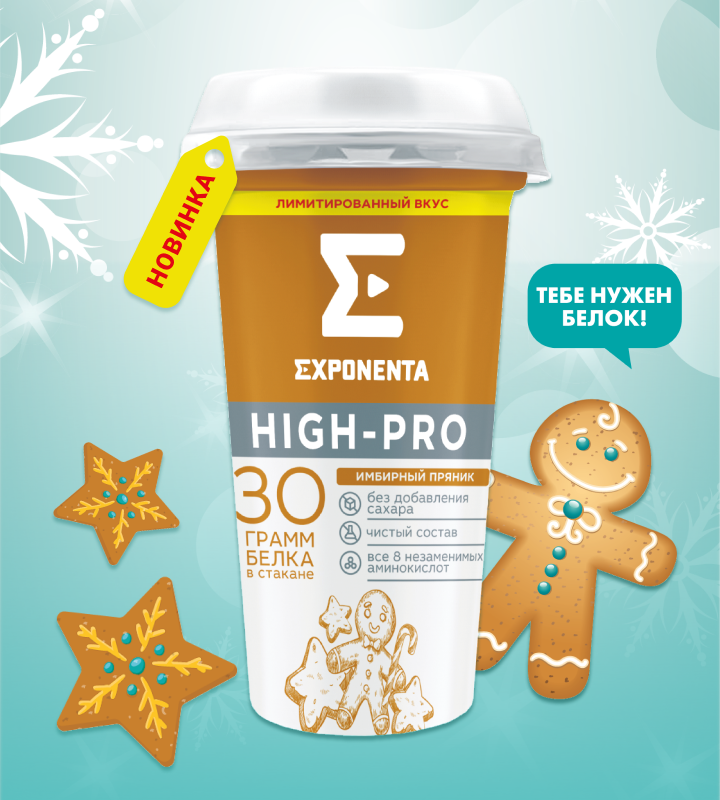 НОВИНКА
ЛИМИТИРОВАННЫЙ ВКУС
EXPONENTA
ТЕБЕ НУЖЕН
БЕЛОК!
HIGH-PRO
30
ГРАММ
БЕЛКА
в стакане
ИМБИРНЫЙ ПРЯНИК
без добавления
сахара
чистый состав
все 8 незаменимых
аминокислот